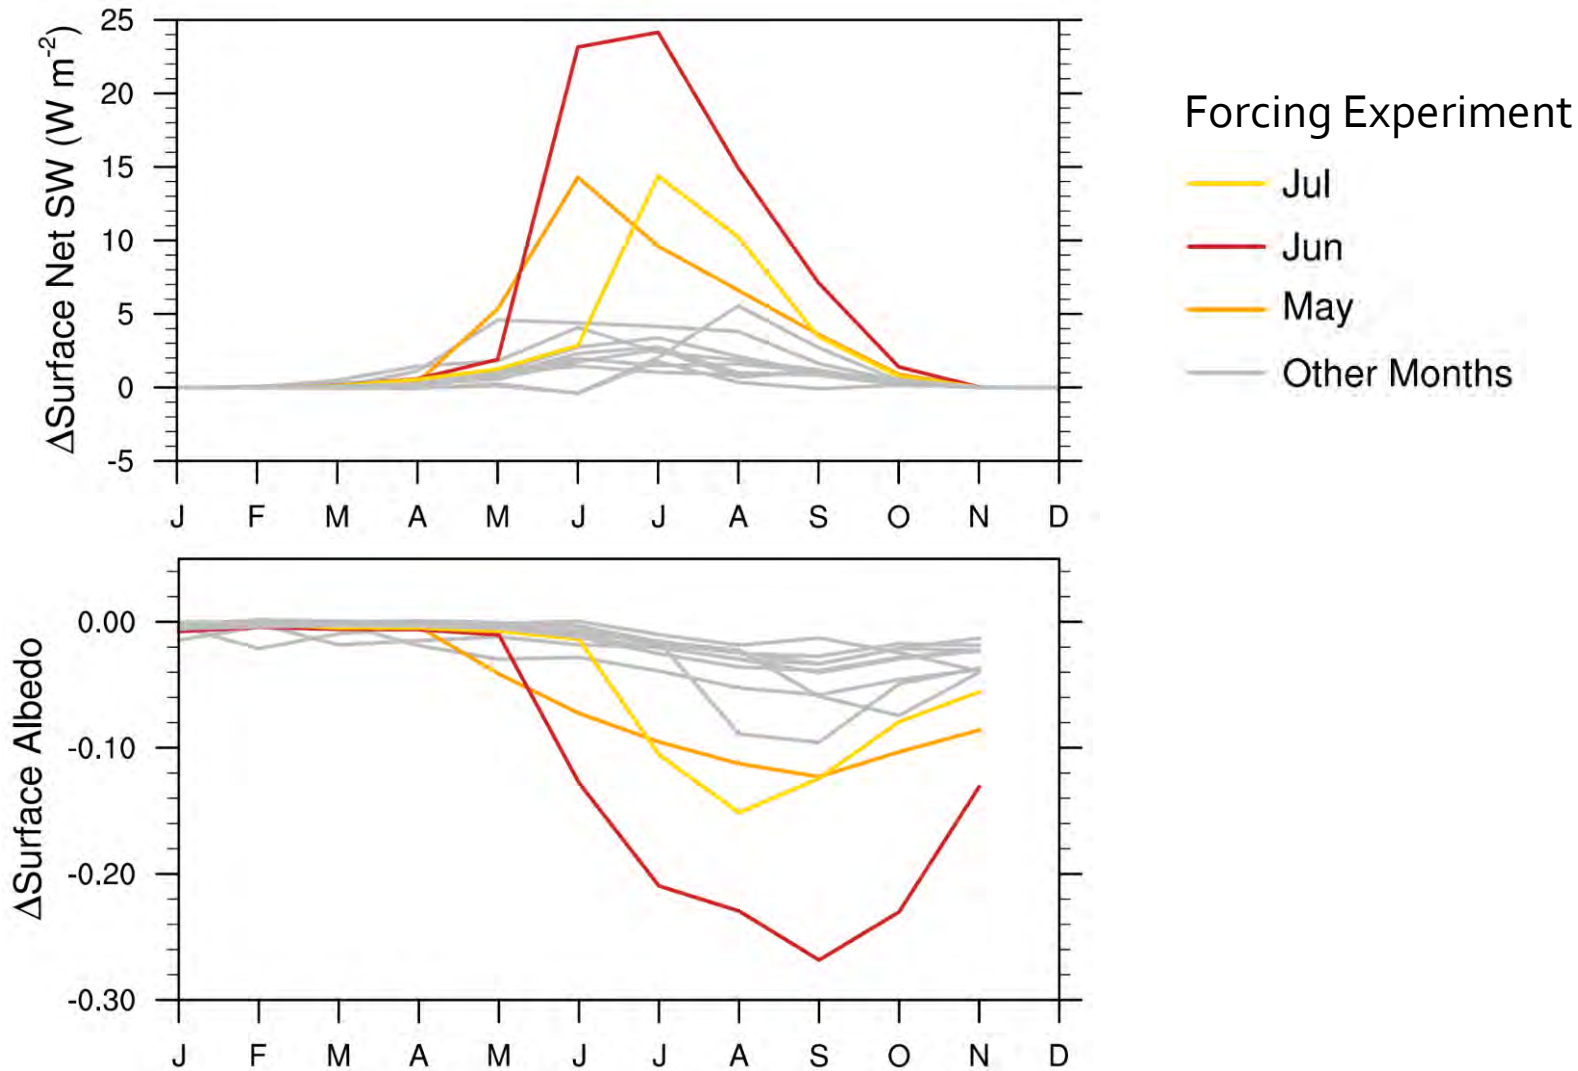 25
20
15
10
5
0
-5
ΔSurface Net SW (W m-2)
J F M A M J J A S O N D
Forcing Experiment
Jul
Jun
May
Other Months
0.00
-0.10
-0.20
-0.30
ΔSurface Albedo
J F M A M J J A S O N D